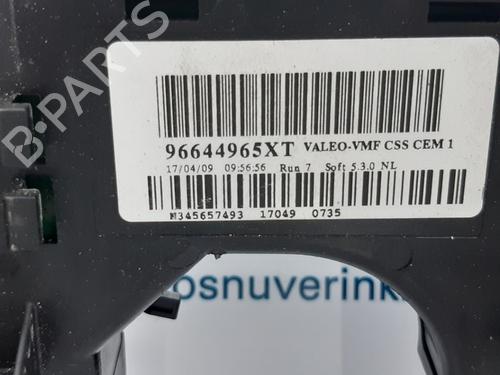 B-PARTS
96644965XT VALEO-VMF CSS CEM 1
17/04/09 09:56:56 Run 7 Soft 5.3.0 NL
M345657493 17049 0735
osnuverink